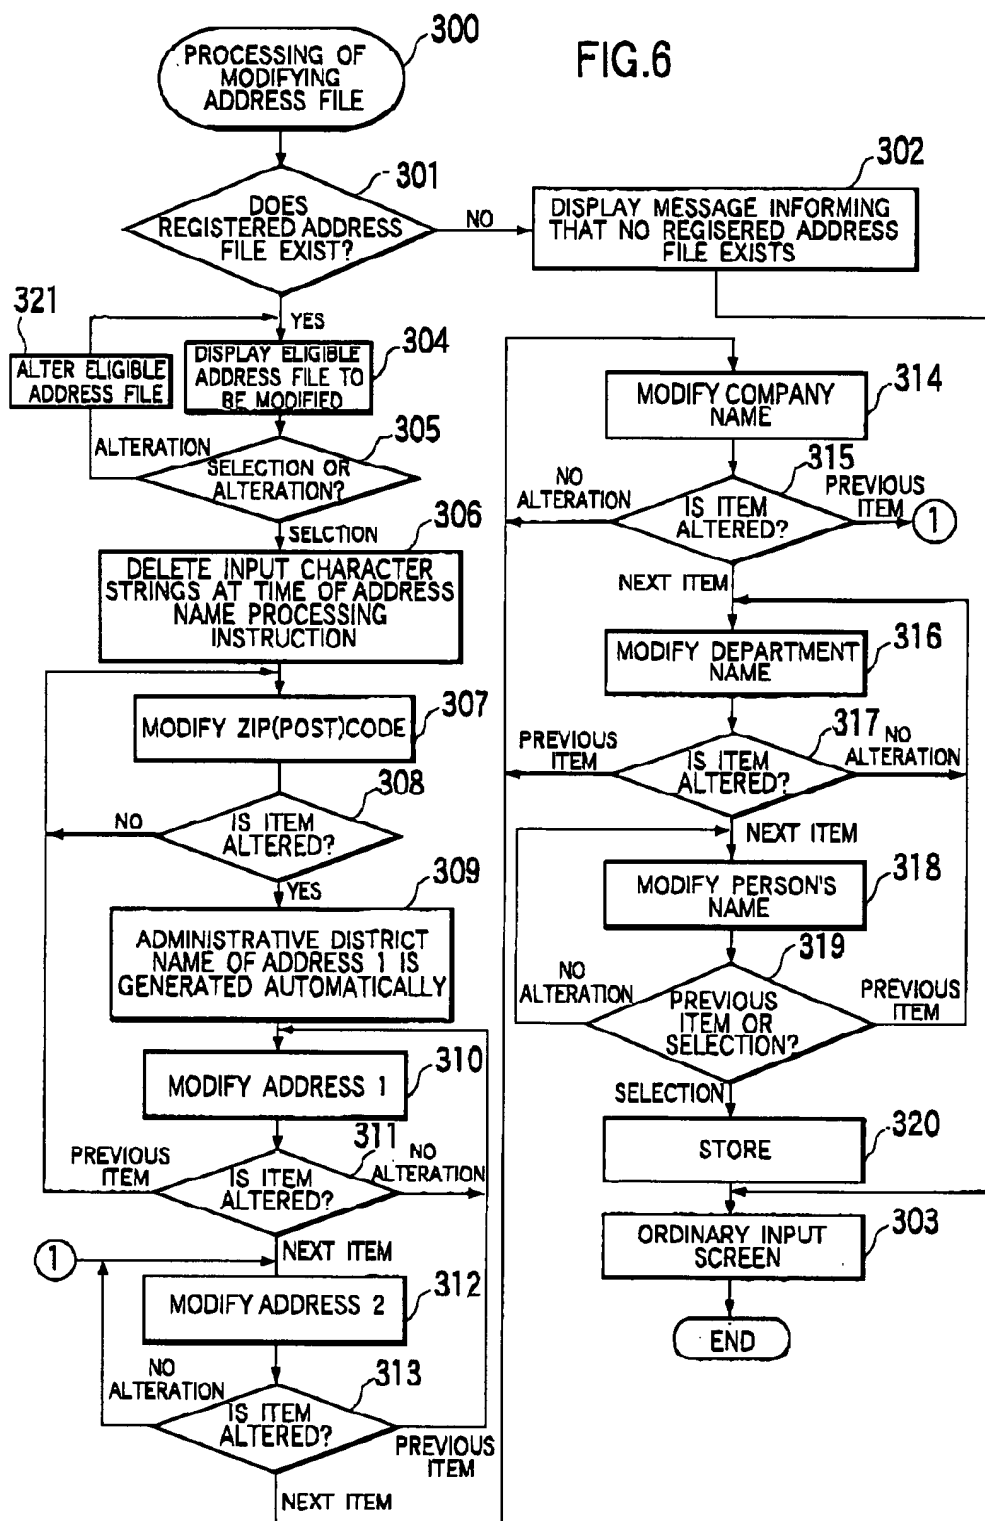 FIG.6
300
PROCESSING OF
MODIFYING
ADDRESS FILE
301
DOES
REGISTERED ADDRESS
FILE EXIST?
NO
302
DISPLAY MESSAGE INFORMING
THAT NO REGISERED ADDRESS
FILE EXISTS
YES
321
ALTER ELIGIBLE
ADDRESS FILE
304
DISPLAY ELIGIBLE
ADDRESS FILE TO
BE MODIFIED
305
ALTERATION
SELECTION OR
ALTERATION?
SELCTION
306
DELETE INPUT CHARACTER
STRINGS AT TIME OF ADDRESS
NAME PROCESSING
INSTRUCTION
307
MODIFY ZIP(POST)CODE
308
NO
IS ITEM
ALTERED?
YES
309
ADMINISTRATIVE DISTRICT
NAME OF ADDRESS 1 IS
GENERATED AUTOMATICALLY
310
MODIFY ADDRESS 1
311
PREVIOUS
ITEM
IS ITEM
ALTERED?
NO
ALTERATION
NEXT ITEM
1
312
MODIFY ADDRESS 2
313
NO
ALTERATION
IS ITEM
ALTERED?
PREVIOUS
ITEM
NEXT ITEM
314
MODIFY COMPANY
NAME
315
NO
ALTERATION
IS ITEM
ALTERED?
PREVIOUS
ITEM
1
NEXT ITEM
316
MODIFY DEPARTMENT
NAME
317
PREVIOUS
ITEM
IS ITEM
ALTERED?
NO
ALTERATION
NEXT ITEM
318
MODIFY PERSON'S
NAME
319
NO
ALTERATION
PREVIOUS
ITEM OR
SELECTION?
PREVIOUS
ITEM
SELECTION
320
STORE
303
ORDINARY INPUT
SCREEN
END